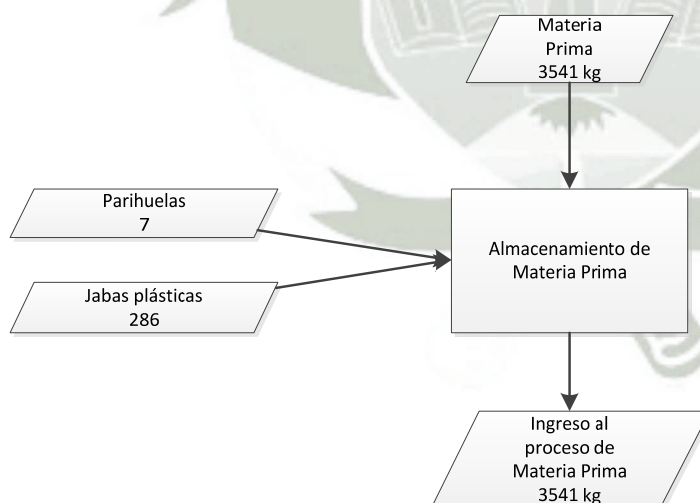 Materia
Prima
3541 kg
Parihuelas
7
Almacenamiento de
Materia Prima
Jabas plásticas
286
Ingreso al
proceso de
Materia Prima
3541 kg